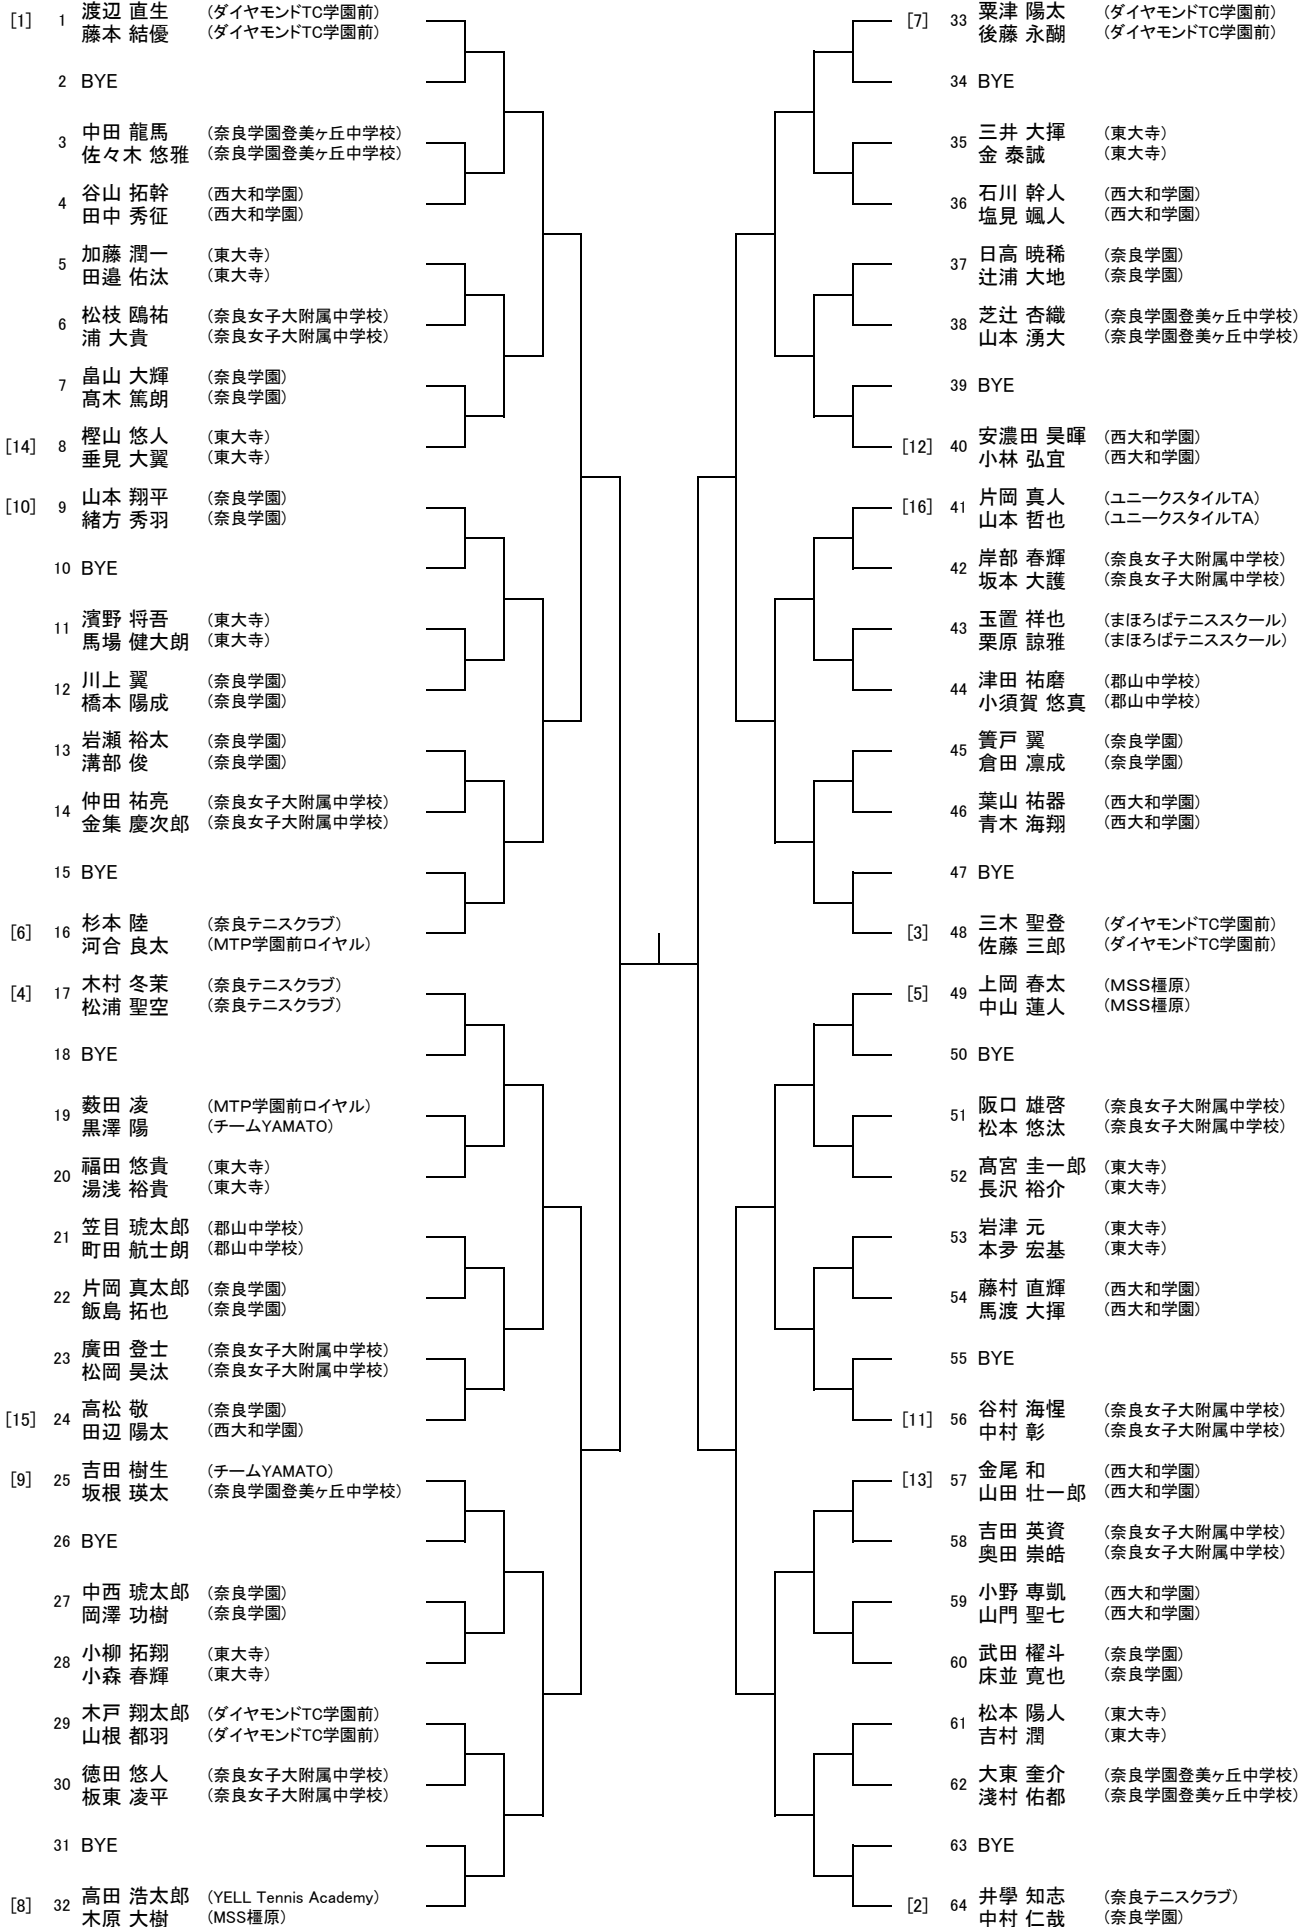 [1] 1 渡辺 直生 (ダイヤモンドTC学園前)
藤本 結優 (ダイヤモンドTC学園前)
2 BYE
3 中田 龍馬 (奈良学園登美ヶ丘中学校)
佐々木 悠雅 (奈良学園登美ヶ丘中学校)
4 谷山 拓幹 (西大和学園)
田中 秀征 (西大和学園)
5 加藤 潤一 (東大寺)
田邉 佑汰 (東大寺)
6 松枝 鴎祐 (奈良女子大附属中学校)
浦 大貴 (奈良女子大附属中学校)
7 畠山 大輝 (奈良学園)
髙木 篤朗 (奈良学園)
[14] 8 樫山 悠人 (東大寺)
垂見 大翼 (東大寺)
[10] 9 山本 翔平 (奈良学園)
緒方 秀羽 (奈良学園)
10 BYE
11 濱野 将吾 (東大寺)
馬場 健大朗 (東大寺)
12 川上 翼 (奈良学園)
橋本 陽成 (奈良学園)
13 岩瀬 裕太 (奈良学園)
溝部 俊 (奈良学園)
14 仲田 祐亮 (奈良女子大附属中学校)
金集 慶次郎 (奈良女子大附属中学校)
15 BYE
[6] 16 杉本 陸 (奈良テニスクラブ)
河合 良太 (MTP学園前ロイヤル)
[4] 17 木村 冬茉 (奈良テニスクラブ)
松浦 聖空 (奈良テニスクラブ)
18 BYE
19 薮田 凌 (MTP学園前ロイヤル)
黒澤 陽 (チームYAMATO)
20 福田 悠貴 (東大寺)
湯浅 裕貴 (東大寺)
21 笠目 琥太郎 (郡山中学校)
町田 航士朗 (郡山中学校)
22 片岡 真太郎 (奈良学園)
飯島 拓也 (奈良学園)
23 廣田 登士 (奈良女子大附属中学校)
松岡 昊汰 (奈良女子大附属中学校)
[15] 24 高松 敬 (奈良学園)
田辺 陽太 (西大和学園)
[9] 25 吉田 樹生 (チームYAMATO)
坂根 瑛太 (奈良学園登美ヶ丘中学校)
26 BYE
27 中西 琥太郎 (奈良学園)
岡澤 功樹 (奈良学園)
28 小柳 拓翔 (東大寺)
小森 春輝 (東大寺)
29 木戸 翔太郎 (ダイヤモンドTC学園前)
山根 都羽 (ダイヤモンドTC学園前)
30 徳田 悠人 (奈良女子大附属中学校)
板東 凌平 (奈良女子大附属中学校)
31 BYE
[8] 32 高田 浩太郎 (YELL Tennis Academy)
木原 大樹 (MSS橿原)
[7] 33 粟津 陽太 (ダイヤモンドTC学園前)
後藤 永醐 (ダイヤモンドTC学園前)
34 BYE
35 三井 大揮 (東大寺)
金 泰誠 (東大寺)
36 石川 幹人 (西大和学園)
塩見 颯人 (西大和学園)
37 日高 暁稀 (奈良学園)
辻浦 大地 (奈良学園)
38 芝辻 杏織 (奈良学園登美ヶ丘中学校)
山本 湧大 (奈良学園登美ヶ丘中学校)
39 BYE
[12] 40 安濃田 昊暉 (西大和学園)
小林 弘宜 (西大和学園)
[16] 41 片岡 真人 (ユニークスタイルTA)
山本 哲也 (ユニークスタイルTA)
42 岸部 春輝 (奈良女子大附属中学校)
坂本 大護 (奈良女子大附属中学校)
43 玉置 祥也 (まほろばテニススクール)
栗原 諒雅 (まほろばテニススクール)
44 津田 祐磨 (郡山中学校)
小須賀 悠真 (郡山中学校)
45 簀戸 翼 (奈良学園)
倉田 凛成 (奈良学園)
46 葉山 祐器 (西大和学園)
青木 海翔 (西大和学園)
47 BYE
[3] 48 三木 聖登 (ダイヤモンドTC学園前)
佐藤 三郎 (ダイヤモンドTC学園前)
[5] 49 上岡 春太 (MSS橿原)
中山 蓮人 (MSS橿原)
50 BYE
51 阪口 雄啓 (奈良女子大附属中学校)
松本 悠汰 (奈良女子大附属中学校)
52 髙宮 圭一郎 (東大寺)
長沢 裕介 (東大寺)
53 岩津 元 (東大寺)
本夛 宏基 (東大寺)
54 藤村 直輝 (西大和学園)
馬渡 大揮 (西大和学園)
55 BYE
[11] 56 谷村 海惺 (奈良女子大附属中学校)
中村 彰 (奈良女子大附属中学校)
[13] 57 金尾 和 (西大和学園)
山田 壮一郎 (西大和学園)
58 吉田 英資 (奈良女子大附属中学校)
奥田 崇皓 (奈良女子大附属中学校)
59 小野 専凱 (西大和学園)
山門 聖七 (西大和学園)
60 武田 櫂斗 (奈良学園)
床並 寛也 (奈良学園)
61 松本 陽人 (東大寺)
吉村 潤 (東大寺)
62 大東 奎介 (奈良学園登美ヶ丘中学校)
淺村 佑都 (奈良学園登美ヶ丘中学校)
63 BYE
[2] 64 井學 知志 (奈良テニスクラブ)
中村 仁哉 (奈良学園)